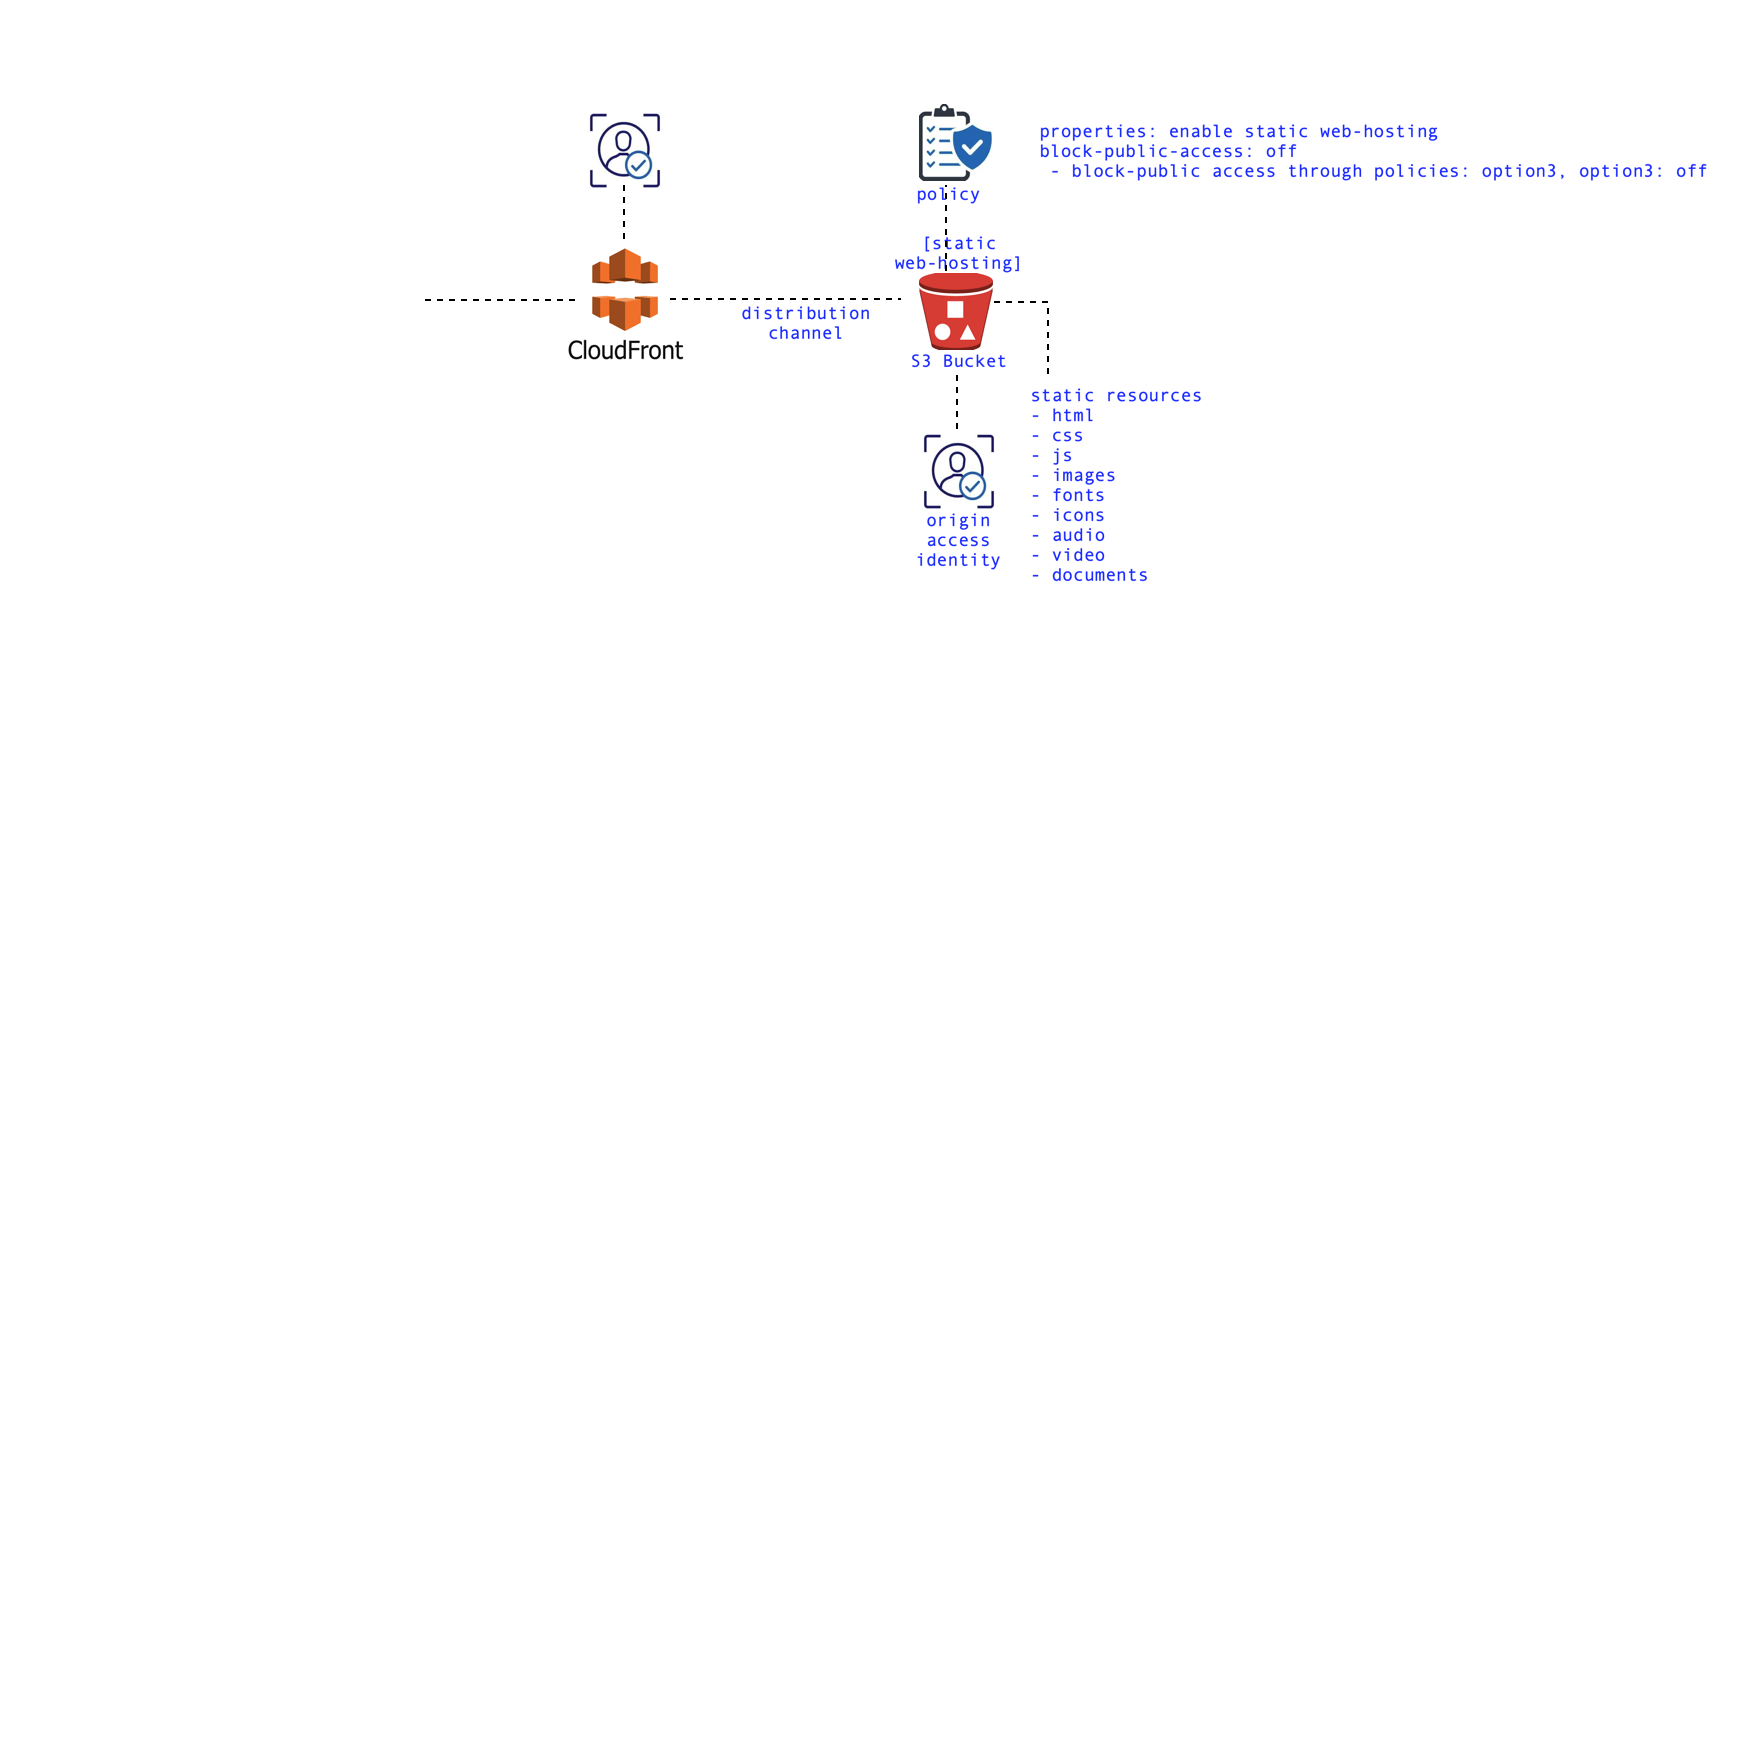 properties: enable static web-hosting
block-public-access: off
- block-public access through policies: option3, option3: off
policy
[static
web-hosting]
distribution
channel
CloudFront
S3 Bucket
static resources
- html
- css
- js
- images
- fonts
- icons
- audio
- video
- documents
origin
access
identity